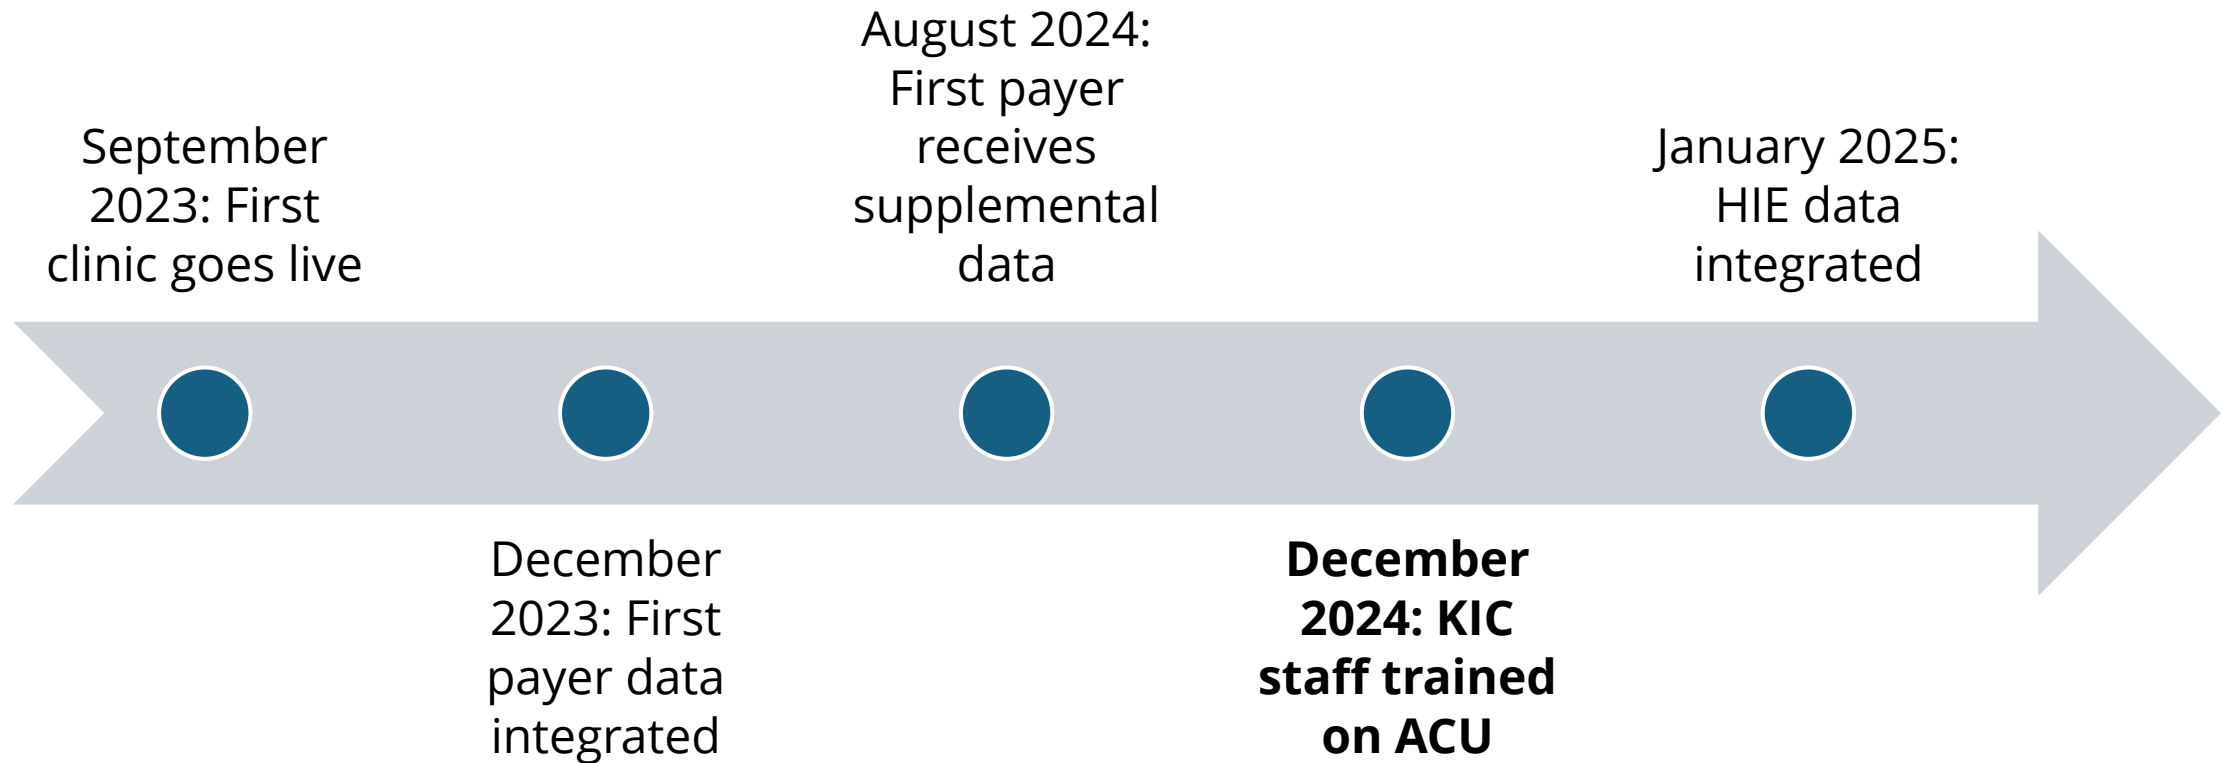 September
2023: First
clinic goes live
December
2023: First
payer data
integrated
August 2024:
First payer
receives
supplemental
data
December
2024: KIC
staff trained
on ACU
January 2025:
HIE data
integrated